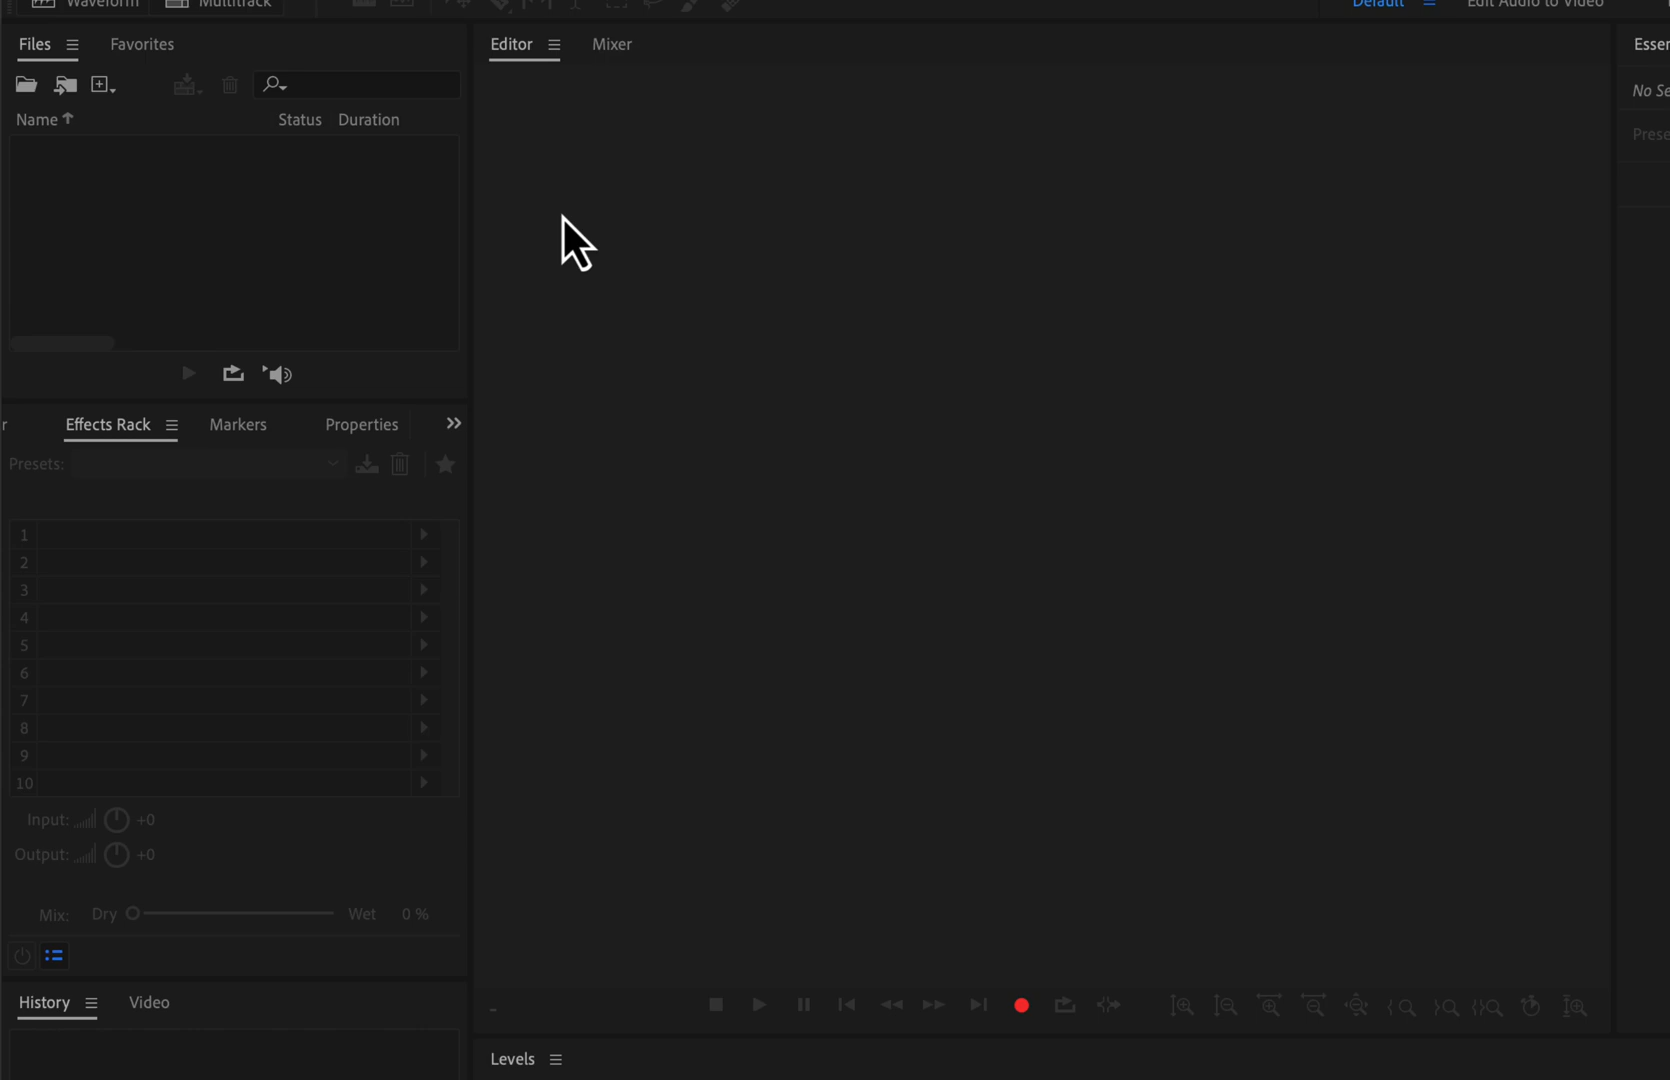 Waveform Multitrack Default Edit Audio to Video
Files Favorites Editor Mixer
Name Status Duration
Effects Rack Markers Properties
Presets:
1
2
3
4
5
6
7
8
9
10
Input: +0
Output: +0
Mix: Dry Wet 0 %
History Video
Levels